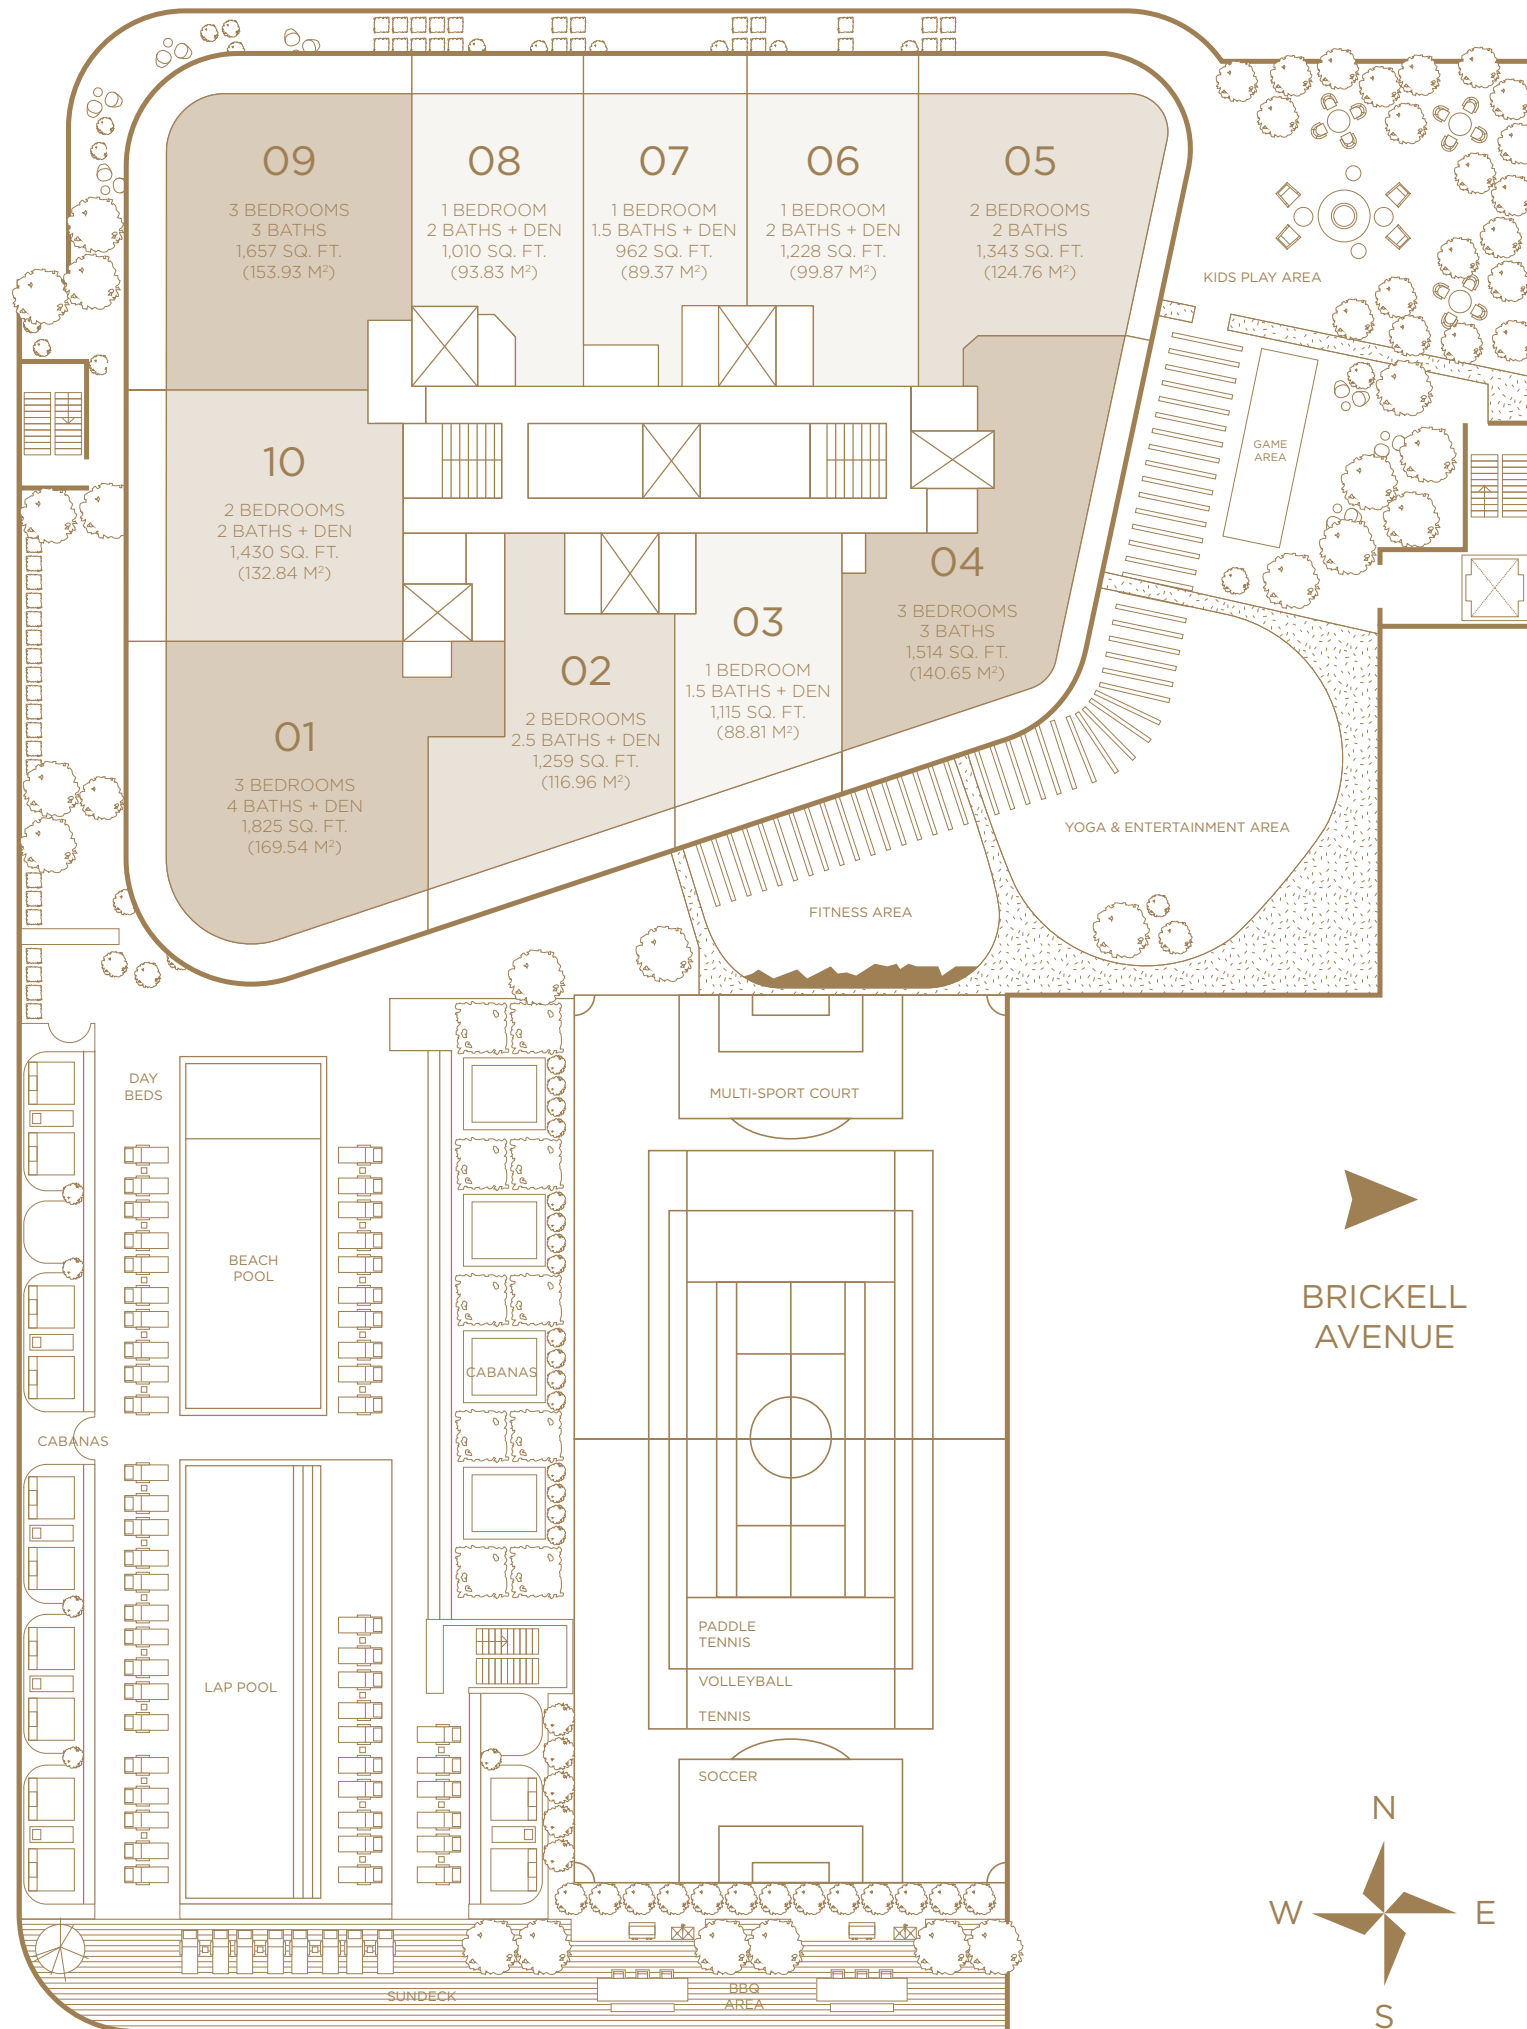 09
3 BEDROOMS
3 BATHS
1,657 SQ. FT.
(153.93 M²)
08
1 BEDROOM
2 BATHS + DEN
1,010 SQ. FT.
(93.83 M²)
07
1 BEDROOM
1.5 BATHS + DEN
962 SQ. FT.
(89.37 M²)
06
1 BEDROOM
2 BATHS + DEN
1,228 SQ. FT.
(99.87 M²)
05
2 BEDROOMS
2 BATHS
1,343 SQ. FT.
(124.76 M²)
KIDS PLAY AREA
GAME
AREA
10
2 BEDROOMS
2 BATHS + DEN
1,430 SQ. FT.
(132.84 M²)
04
3 BEDROOMS
3 BATHS
1,514 SQ. FT.
(140.65 M²)
03
1 BEDROOM
1.5 BATHS + DEN
1,115 SQ. FT.
(88.81 M²)
02
2 BEDROOMS
2.5 BATHS + DEN
1,259 SQ. FT.
(116.96 M²)
01
3 BEDROOMS
4 BATHS + DEN
1,825 SQ. FT.
(169.54 M²)
YOGA & ENTERTAINMENT AREA
FITNESS AREA
DAY
BEDS
MULTI-SPORT COURT
BEACH
POOL
BRICKELL
AVENUE
CABANAS
CABANAS
PADDLE
TENNIS
LAP POOL
VOLLEYBALL
TENNIS
SOCCER
N
W
E
S
SUNDECK
BBQ
AREA